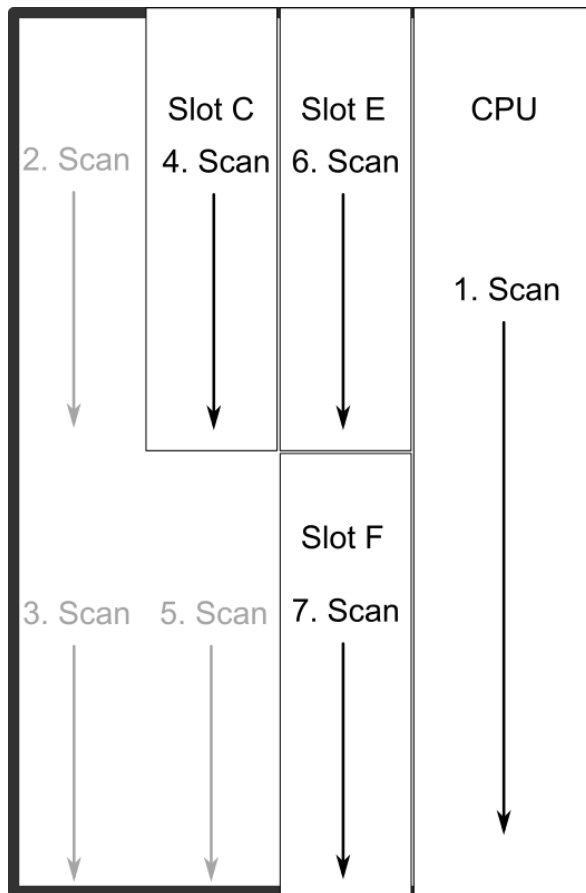 Slot C
Slot E
CPU
2. Scan
4. Scan
6. Scan
1. Scan
Slot F
3. Scan
5. Scan
7. Scan